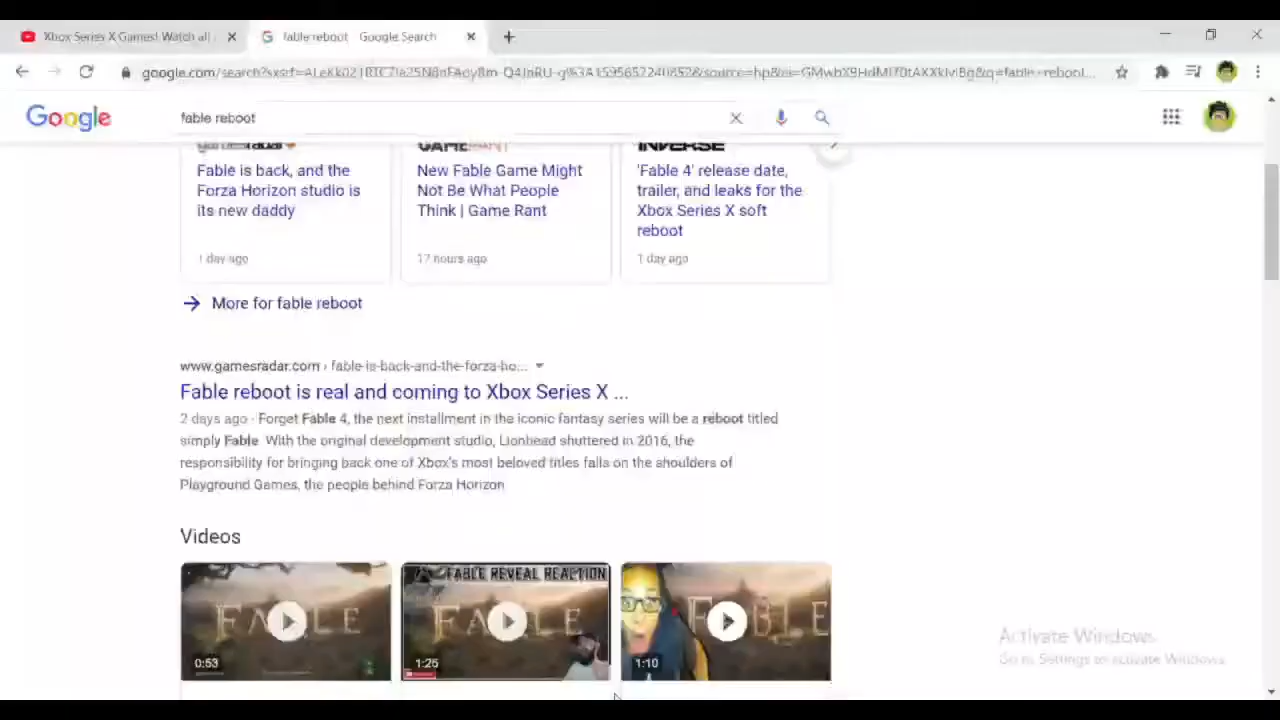 Xbox Series X Games! Watch all
fable reboot Google Search
fable reboot
Google
gamesradar
GAMERANT
INVERSE
Fable is back, and the
Forza Horizon studio is
its new daddy
1 day ago
New Fable Game Might
Not Be What People
Think | Game Rant
17 hours ago
'Fable 4' release date,
trailer, and leaks for the
Xbox Series X soft
reboot
1 day ago
More for fable reboot
www.gamesradar.com › fable-is-back-and-the-forza-ho...
Fable reboot is real and coming to Xbox Series X ...
2 days ago · Forget Fable 4, the next installment in the iconic fantasy series will be a reboot titled
simply Fable. With the original development studio, Lionhead shuttered in 2016, the
responsibility for bringing back one of Xbox's most beloved titles falls on the shoulders of
Playground Games, the people behind Forza Horizon
Videos
FABLE
0:53
FABLE REVEAL REACTION
FABLE
1:25
FABLE
1:10
Activate Windows
Go to Settings to activate Windows.